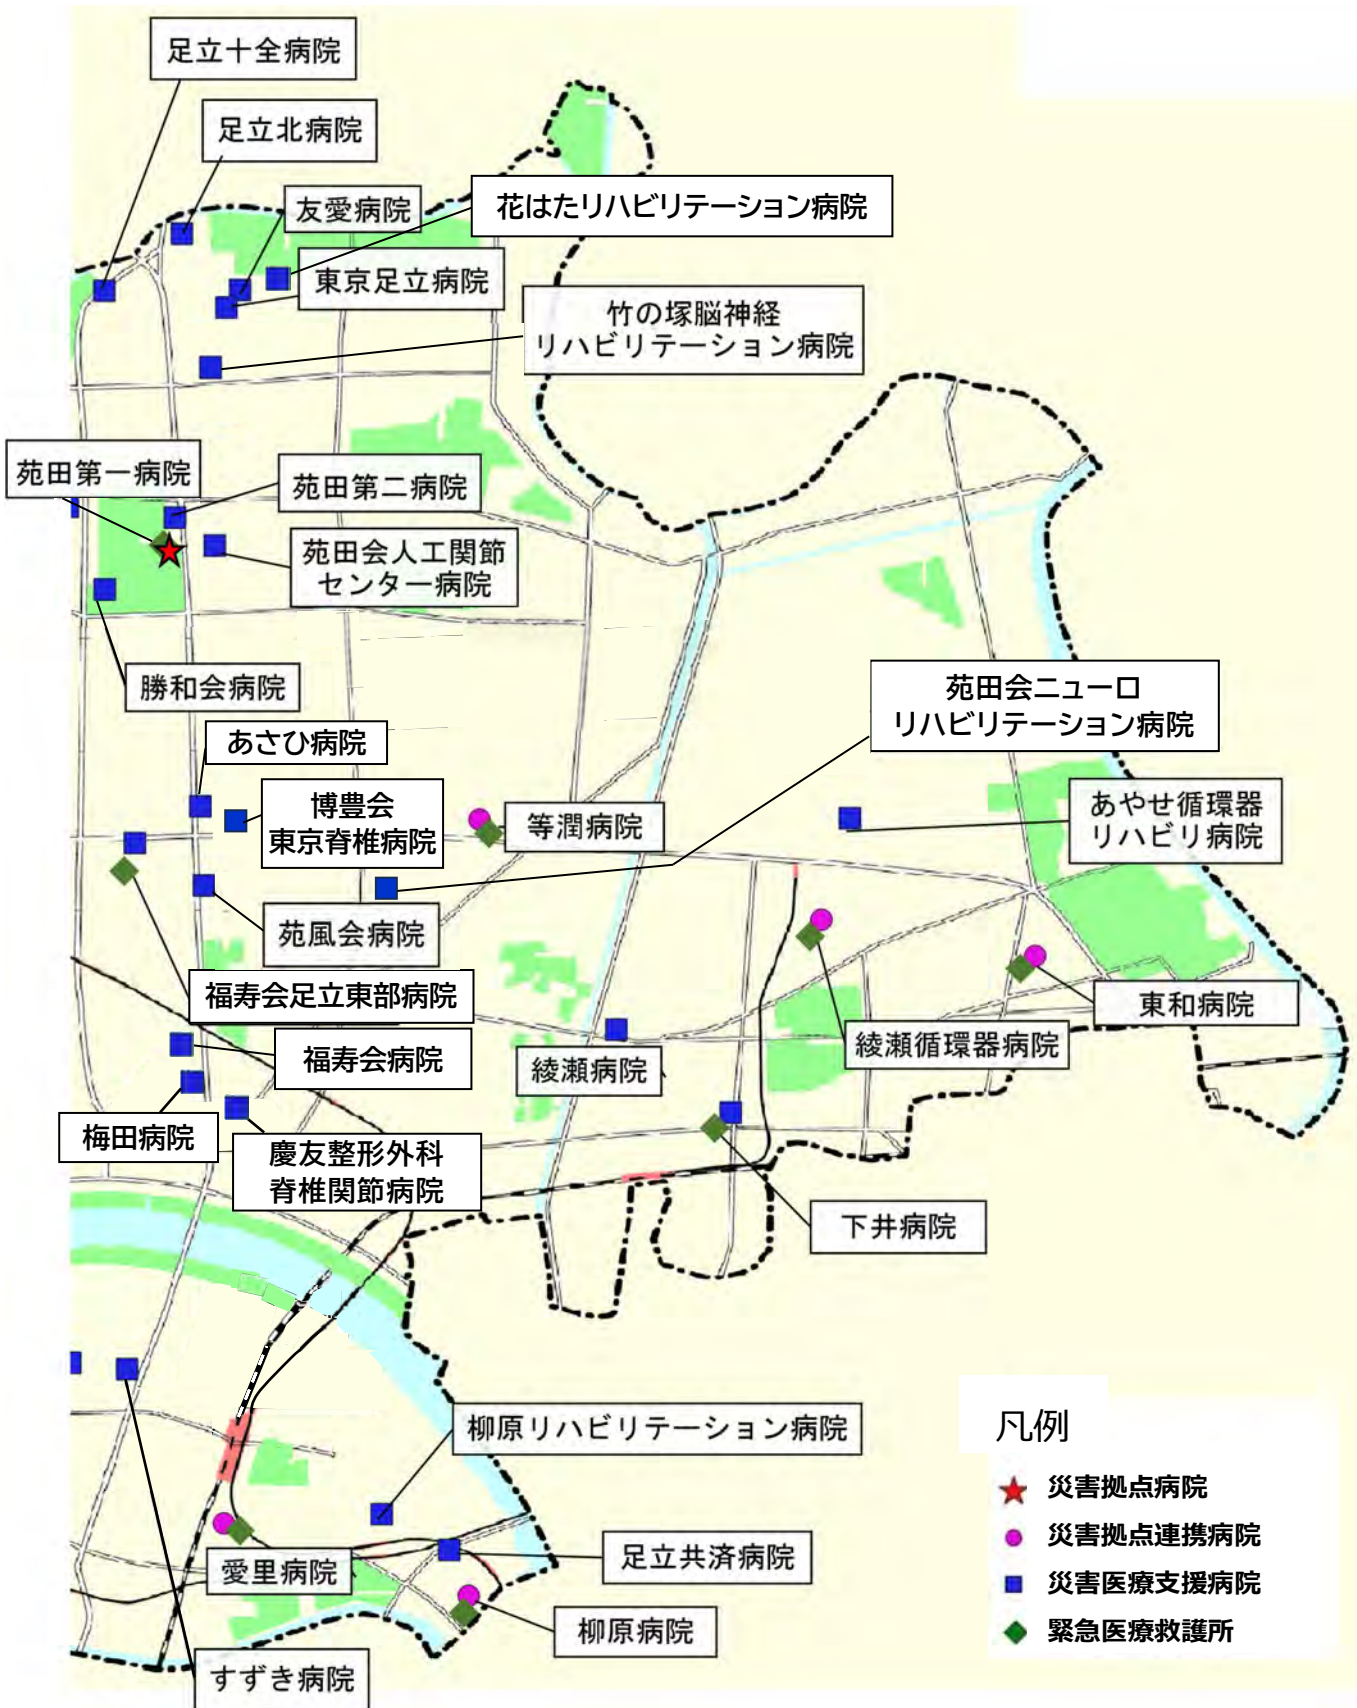 足立十全病院
足立北病院
友愛病院
花はたリハビリテーション病院
東京足立病院
竹の塚脳神経
リハビリテーション病院
苑田第一病院
苑田第二病院
苑田会人工関節
センター病院
勝和会病院
苑田会ニューロ
リハビリテーション病院
あさひ病院
博豊会
東京脊椎病院
等潤病院
あやせ循環器
リハビリ病院
苑風会病院
福寿会足立東部病院
東和病院
綾瀬循環器病院
福寿会病院
綾瀬病院
梅田病院
慶友整形外科
脊椎関節病院
下井病院
柳原リハビリテーション病院
愛里病院
足立共済病院
柳原病院
すずき病院
凡例
災害拠点病院
災害拠点連携病院
災害医療支援病院
緊急医療救護所